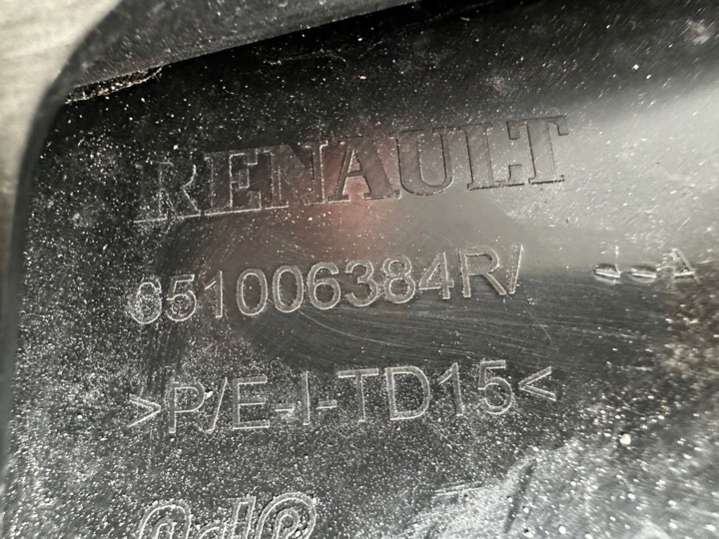 RENAULT
651006384R/
>P/E-I-TD15<